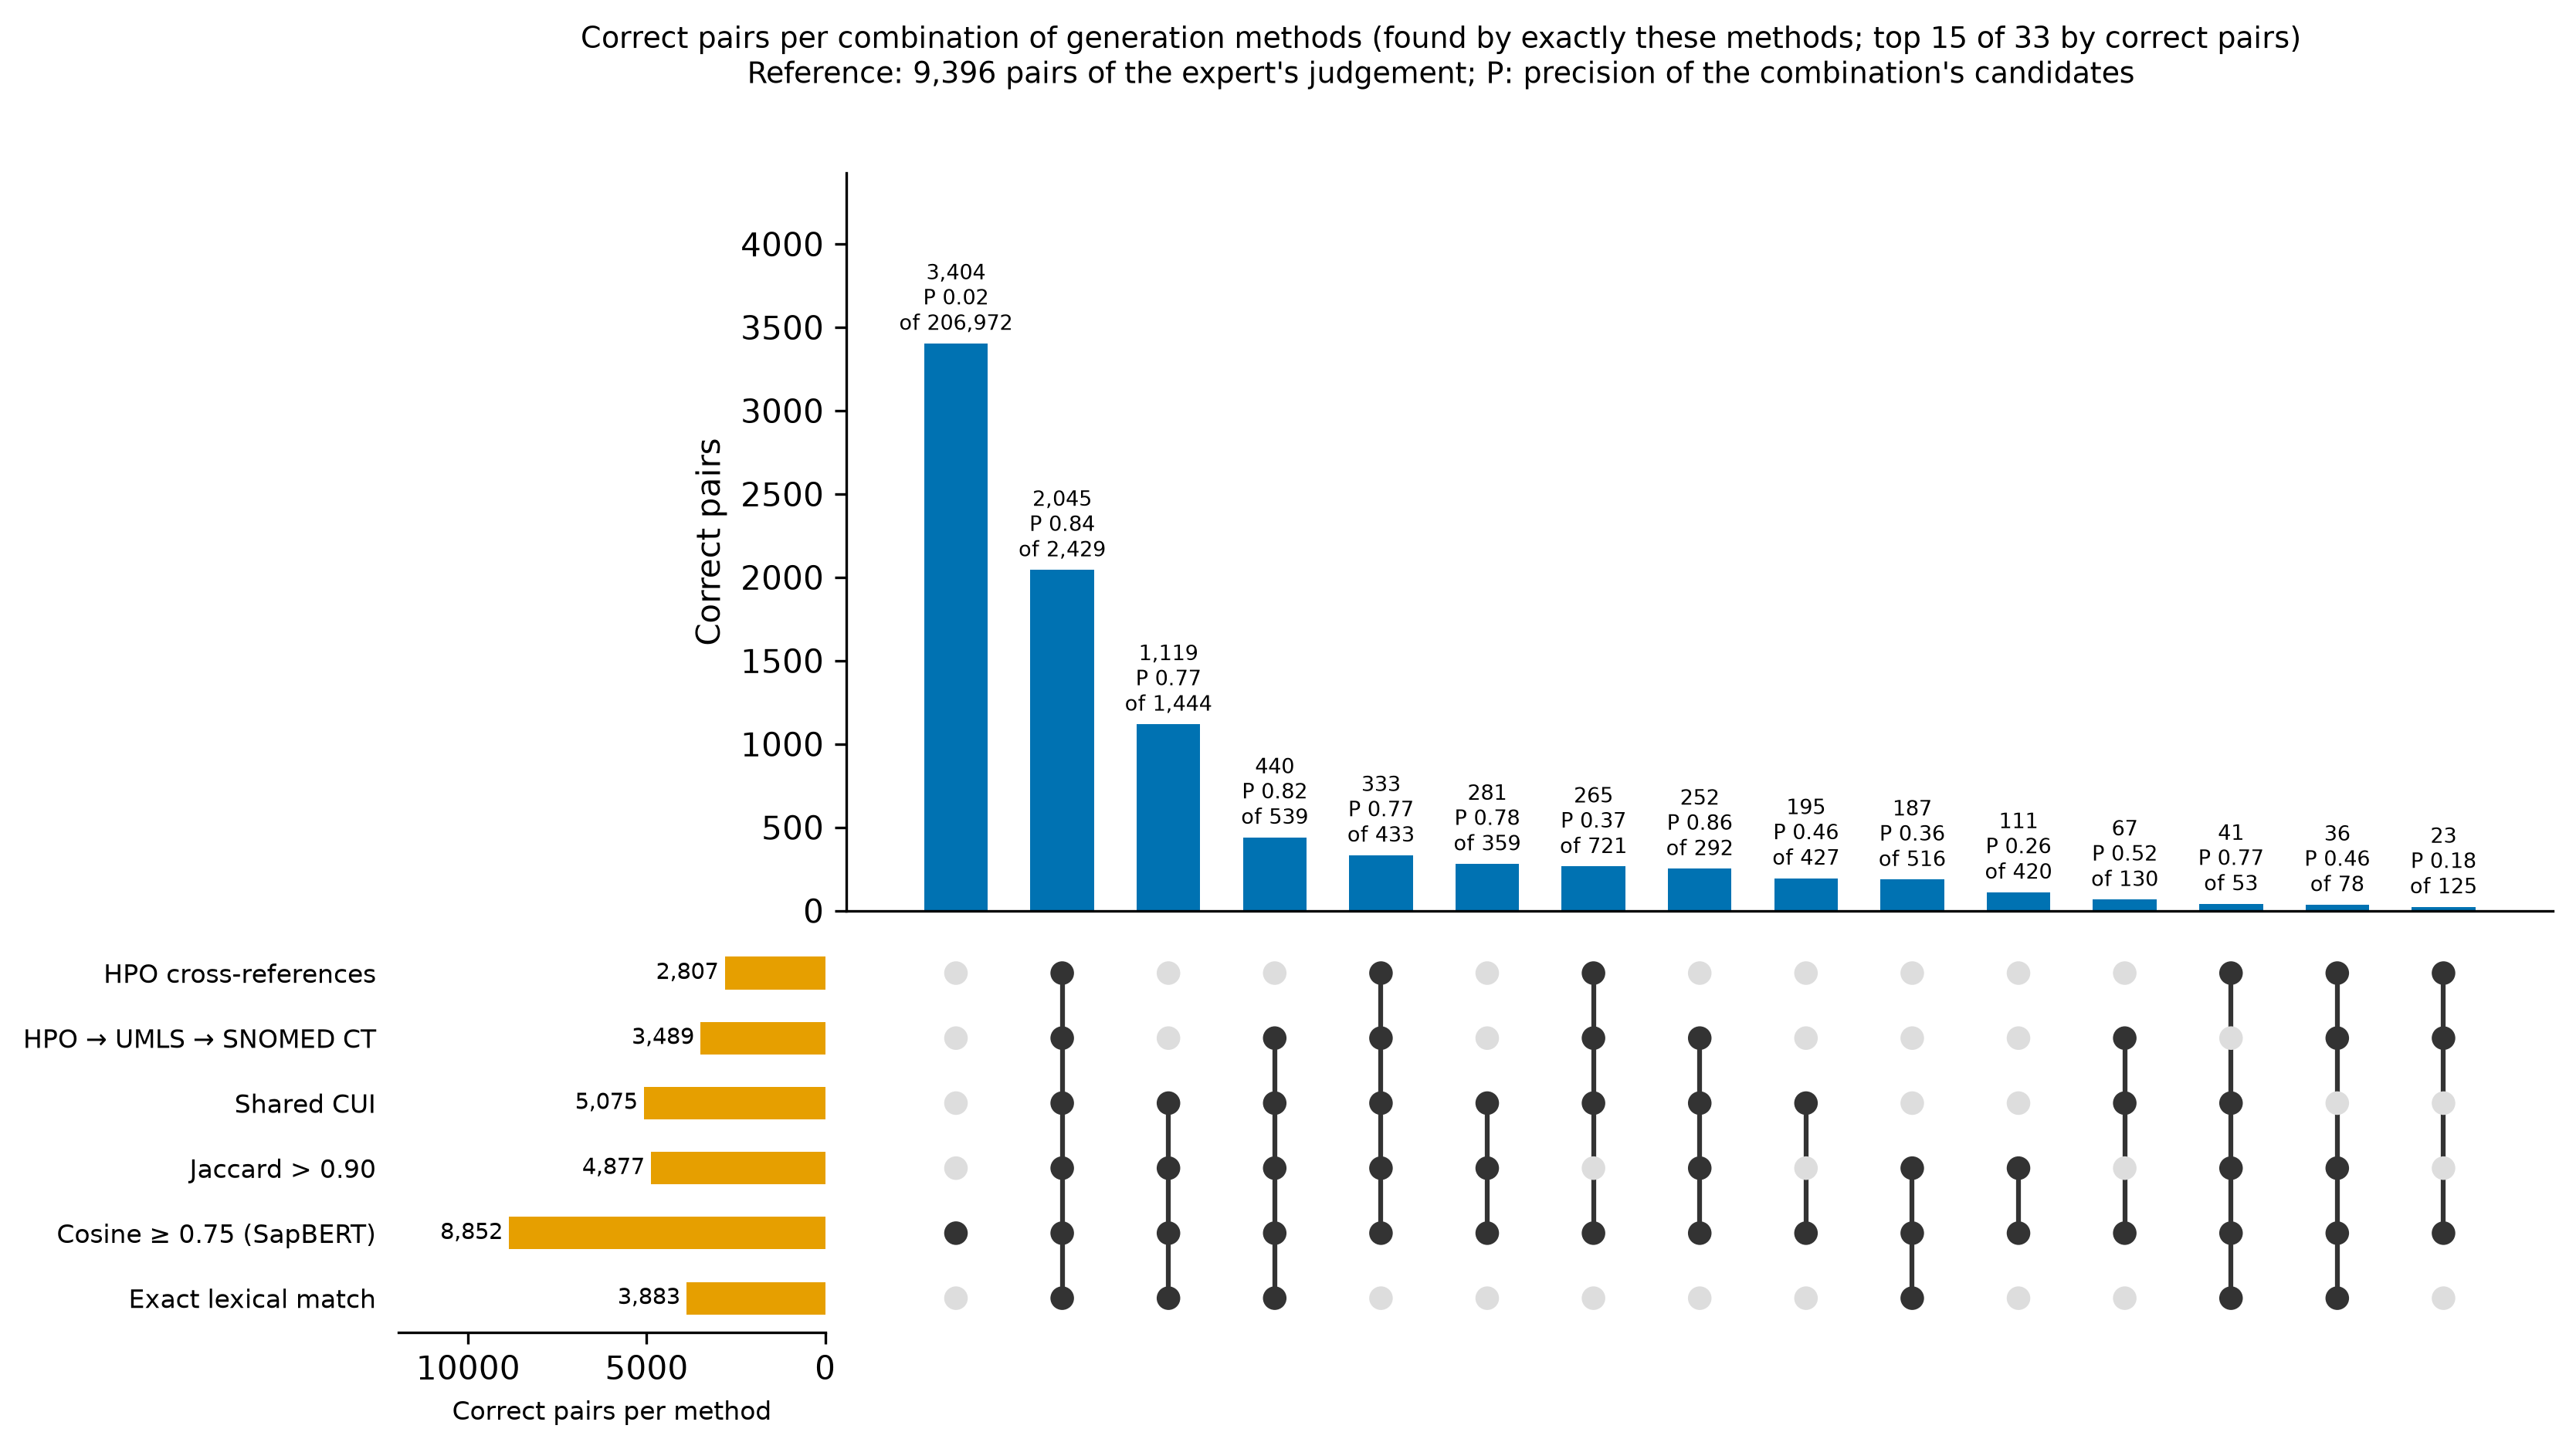 Correct pairs per combination of generation methods (found by exactly these methods; top 15 of 33 by correct pairs)
Reference: 9,396 pairs of the expert's judgement; P: precision of the combination's candidates
Correct pairs
4000
3500
3000
2500
2000
1500
1000
500
0
3,404
P 0.02
of 206,972
2,045
P 0.84
of 2,429
1,119
P 0.77
of 1,444
440
P 0.82
of 539
333
P 0.77
of 433
281
P 0.78
of 359
265
P 0.37
of 721
252
P 0.86
of 292
195
P 0.46
of 427
187
P 0.36
of 516
111
P 0.26
of 420
67
P 0.52
of 130
41
P 0.77
of 53
36
P 0.46
of 78
23
P 0.18
of 125
HPO cross-references 2,807
HPO → UMLS → SNOMED CT 3,489
Shared CUI 5,075
Jaccard > 0.90 4,877
Cosine ≥ 0.75 (SapBERT) 8,852
Exact lexical match 3,883
10000 5000 0
Correct pairs per method